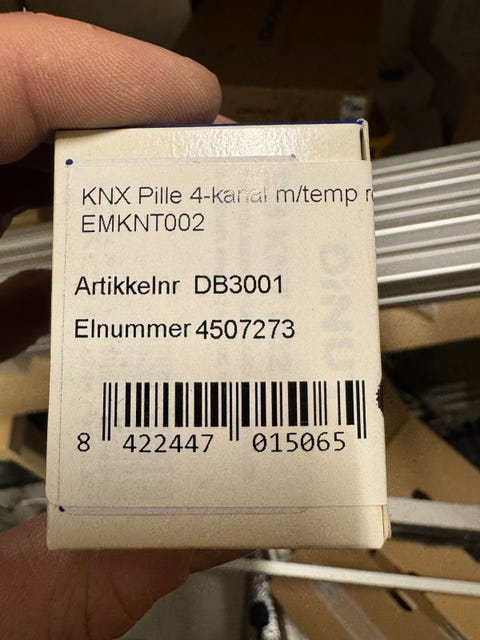 KNX Pille 4-kanal m/temp
EMKNT002
Artikkelnr DB3001
Elnummer 4507273
8 422447 015065